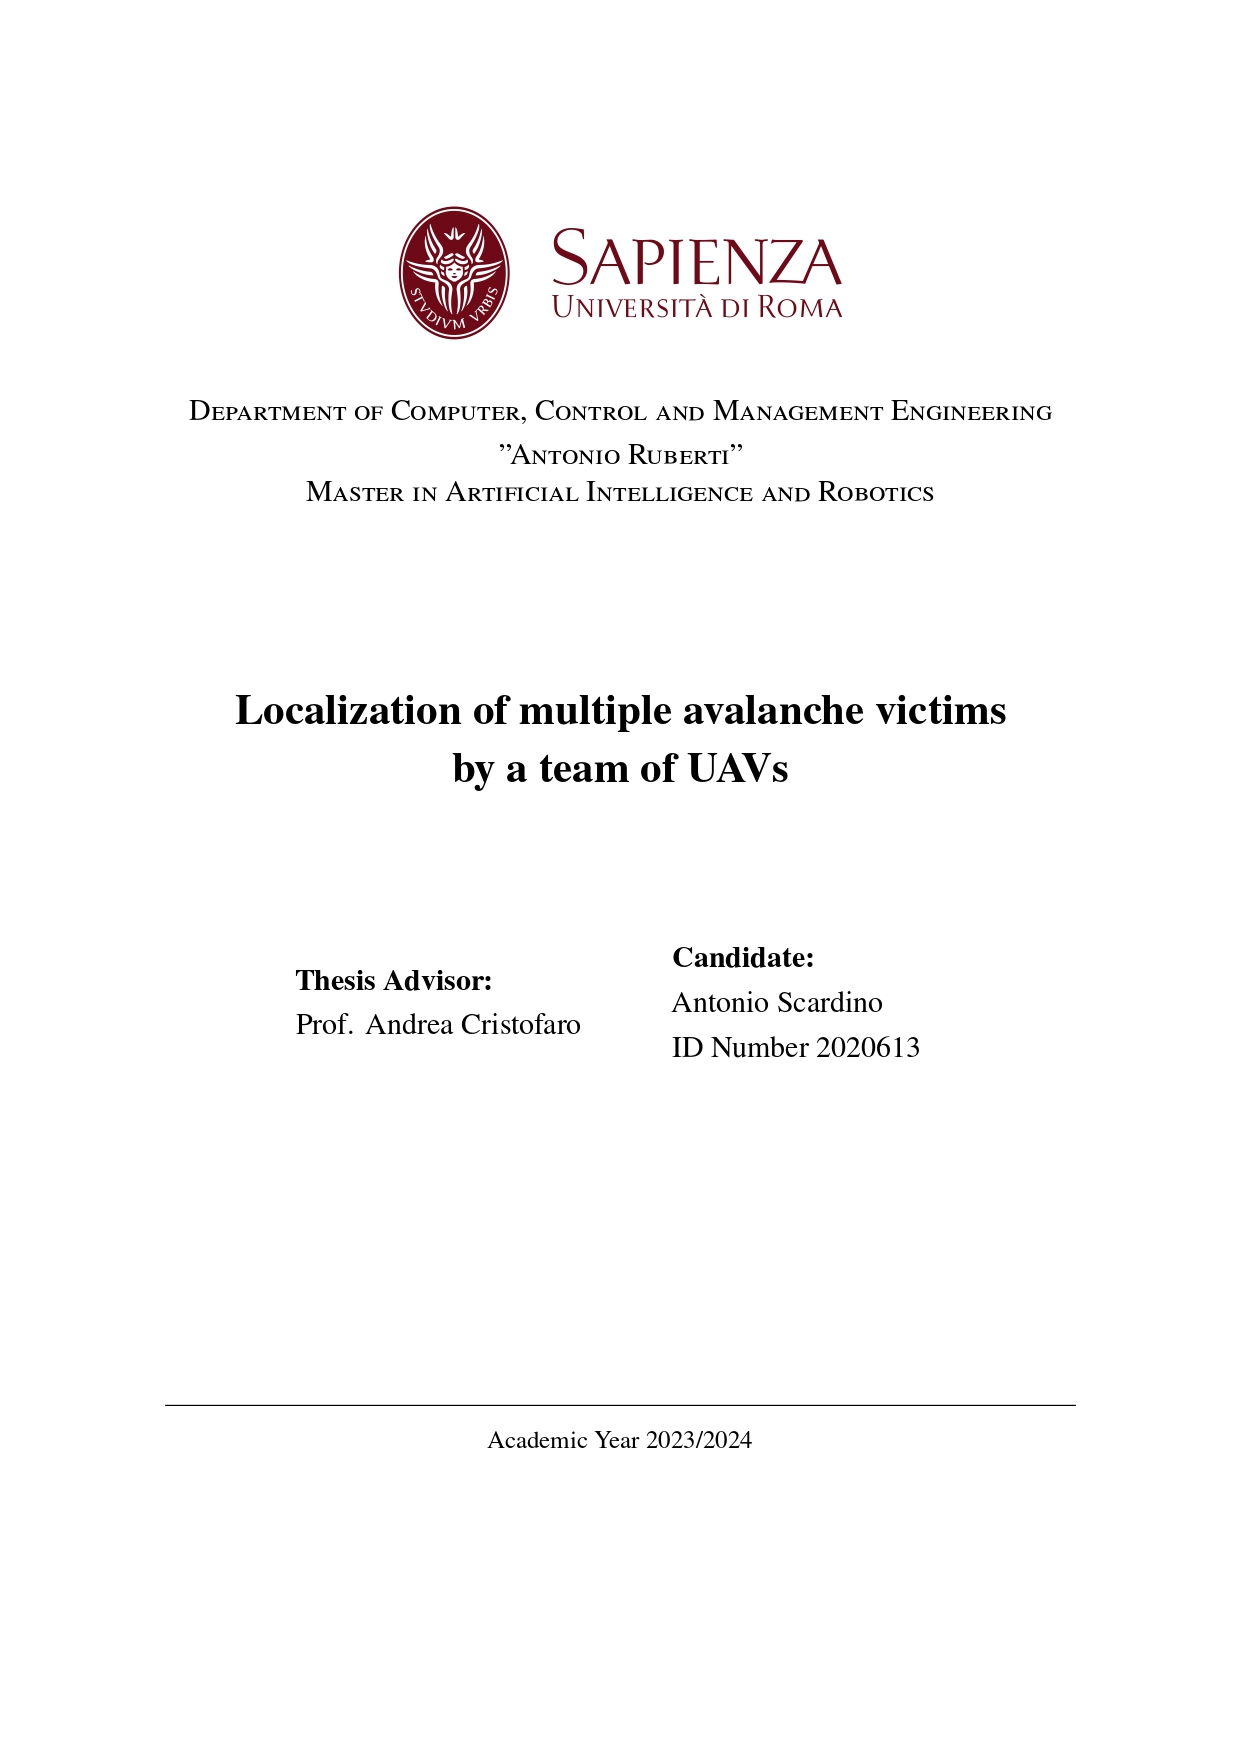 STVDIVM VRBIS
SAPIENZA
UNIVERSITÀ DI ROMA
DEPARTMENT OF COMPUTER, CONTROL AND MANAGEMENT ENGINEERING
”ANTONIO RUBERTI”
MASTER IN ARTIFICIAL INTELLIGENCE AND ROBOTICS
Localization of multiple avalanche victims
by a team of UAVs
Thesis Advisor:
Prof. Andrea Cristofaro
Candidate:
Antonio Scardino
ID Number 2020613
Academic Year 2023/2024